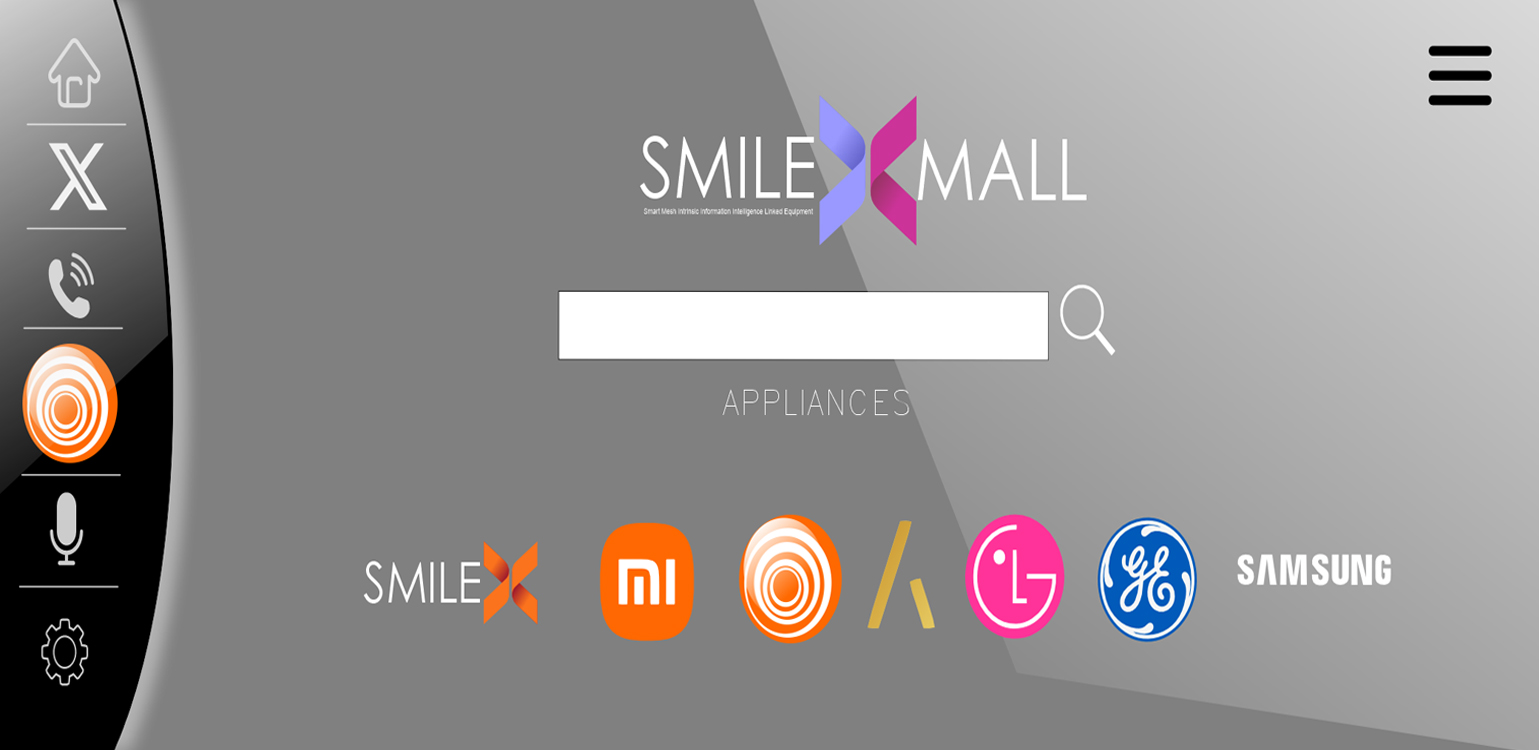 SMILE X MALL
Smart Mesh Intrinsic Information Intelligence Linked Equipment
APPLIANCES
SMILE X
mi
LG
GE
SAMSUNG